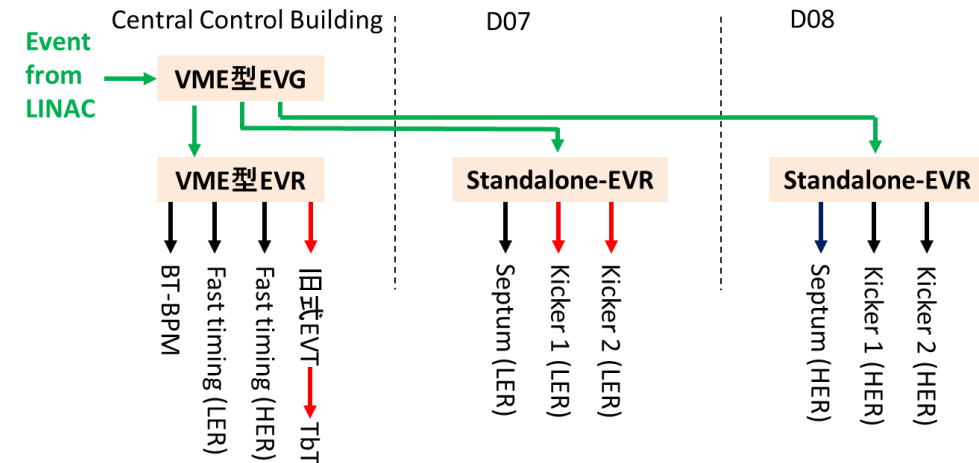 Central Control Building
D07
D08
Event
from
LINAC
VME型EVG
VME型EVR
Standalone-EVR
Standalone-EVR
BT-BPM
Fast timing (LER)
Fast timing (HER)
旧式EVT
TbT
Septum (LER)
Kicker 1 (LER)
Kicker 2 (LER)
Septum (HER)
Kicker 1 (HER)
Kicker 2 (HER)